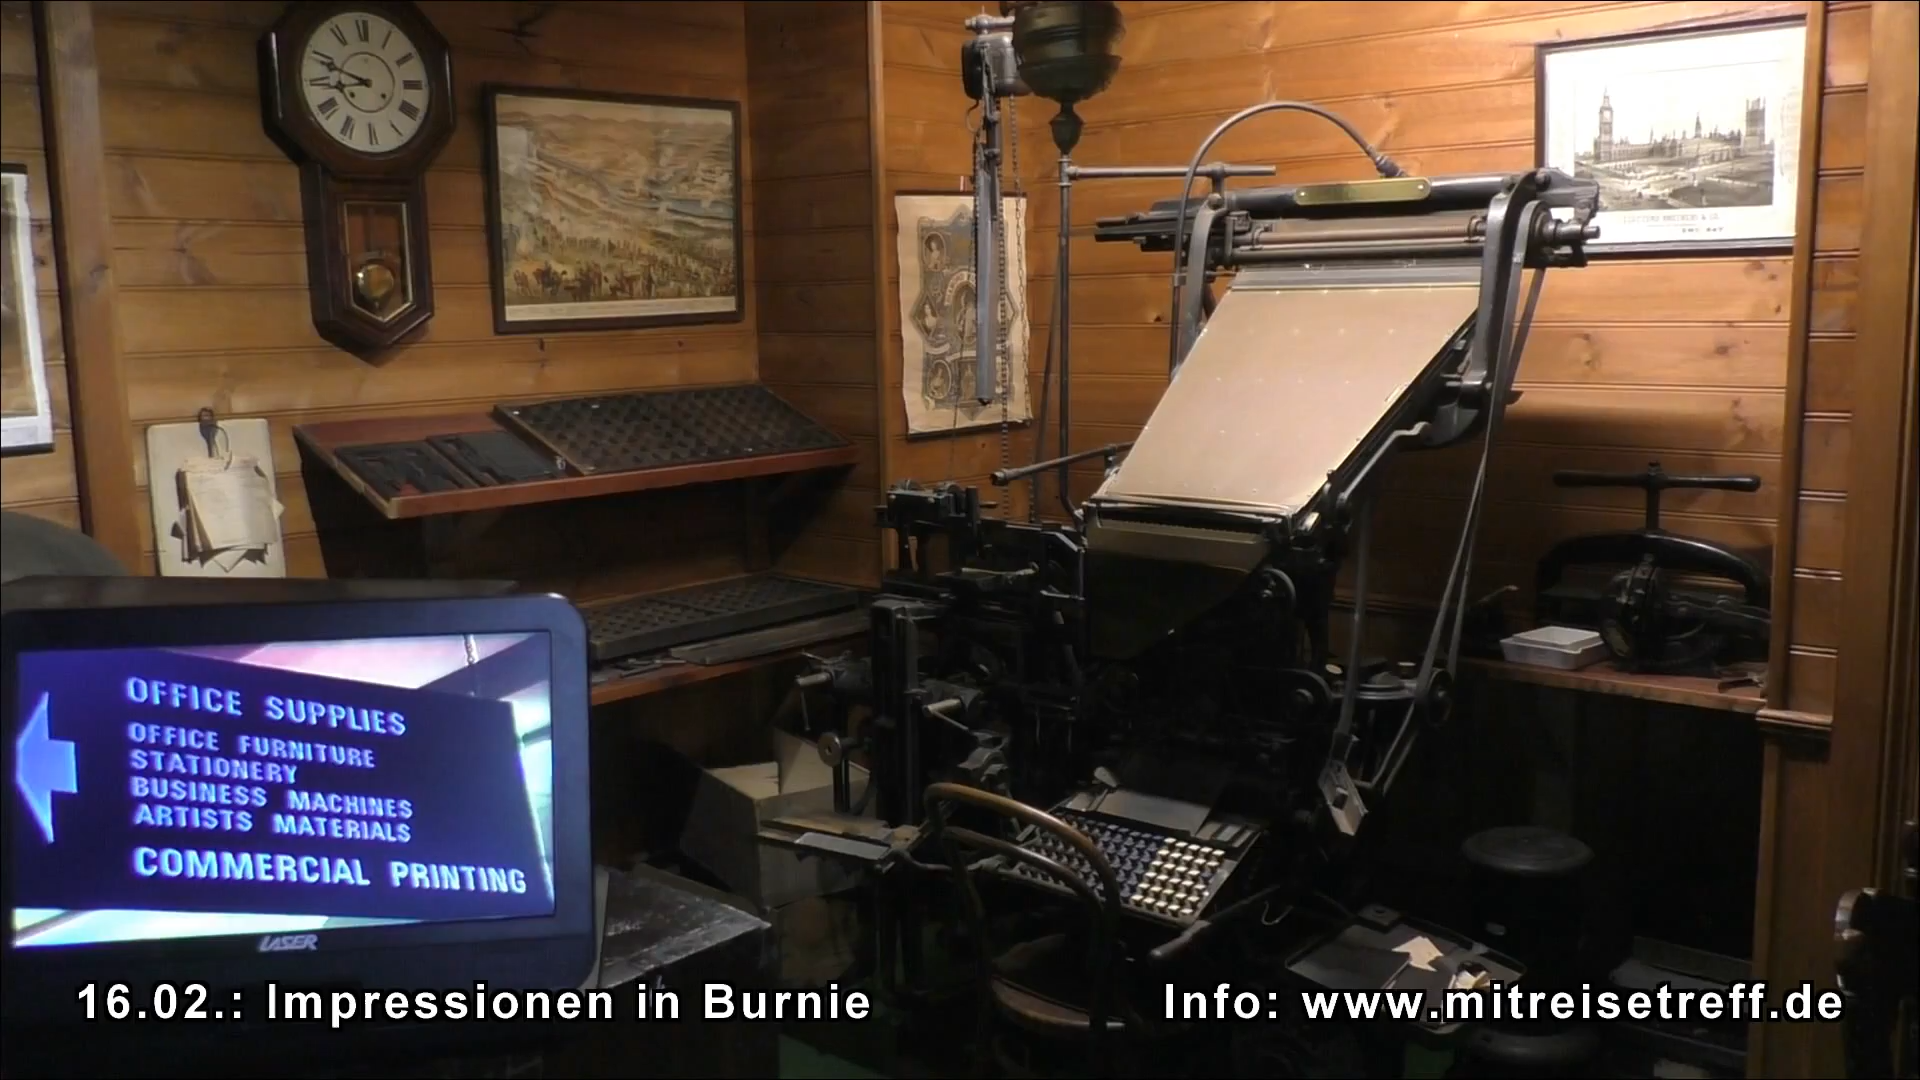 OFFICE SUPPLIES
OFFICE FURNITURE
STATIONERY
BUSINESS MACHINES
ARTISTS MATERIALS
COMMERCIAL PRINTING
LASER
16.02.: Impressionen in Burnie
Info: www.mitreisetreff.de